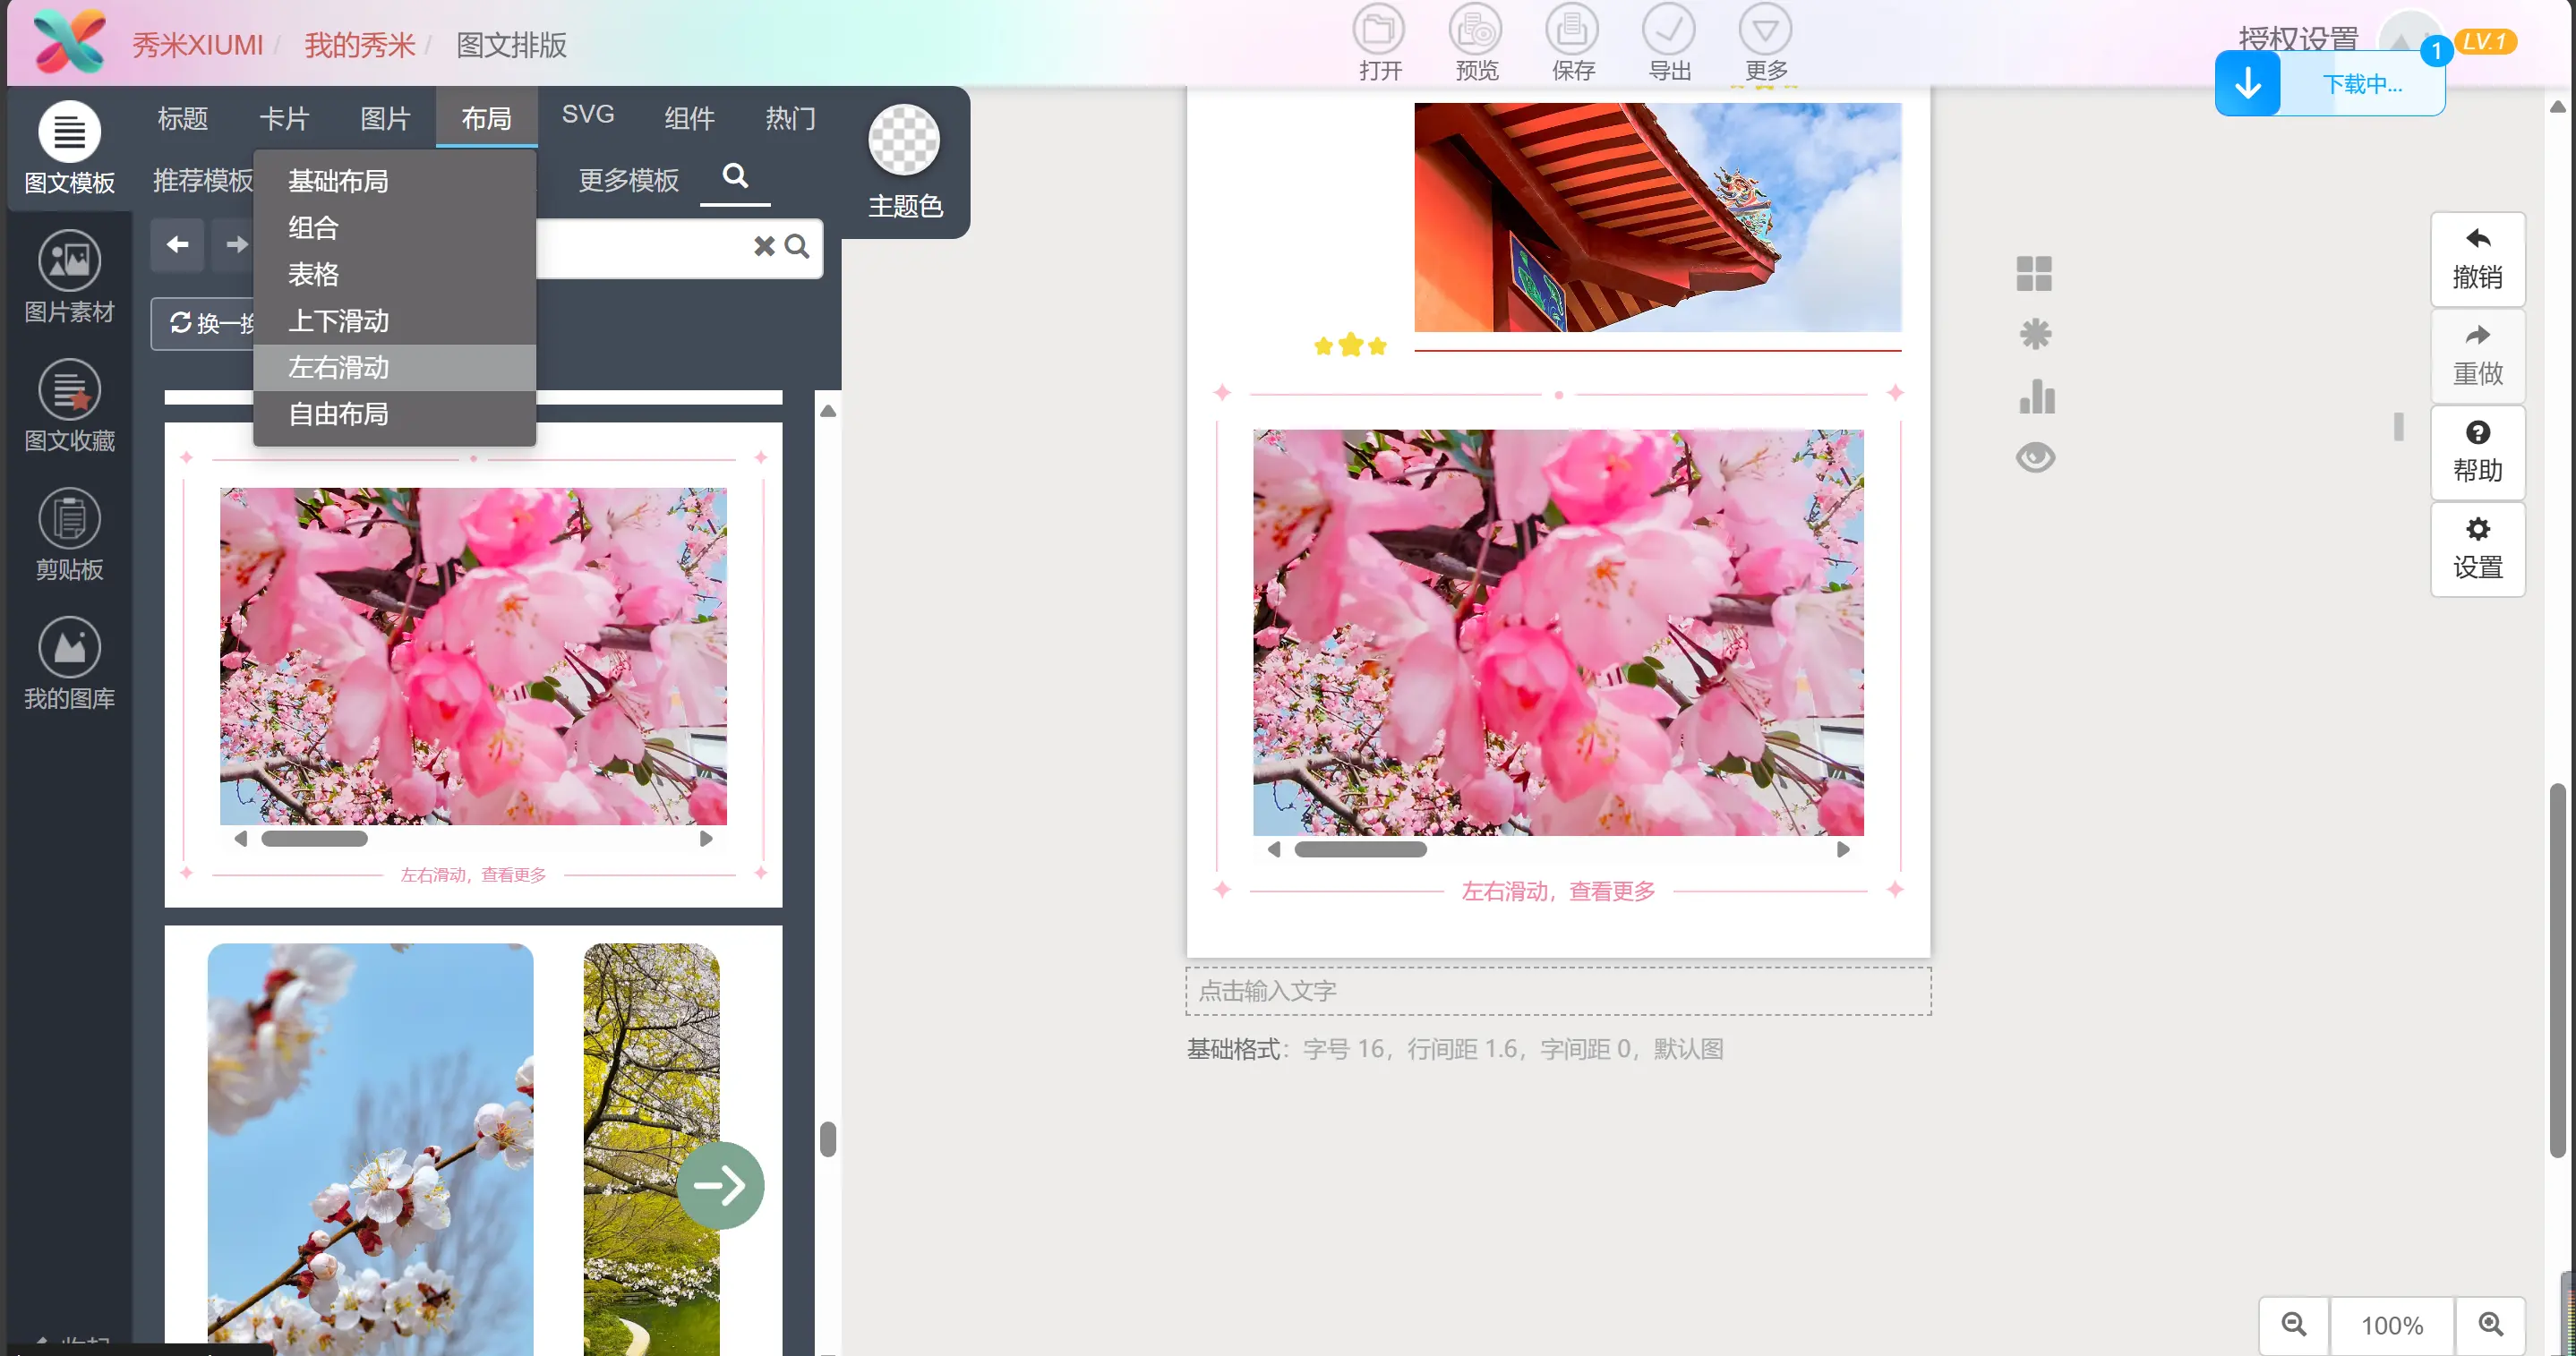 秀米XIUMI / 我的秀米 / 图文排版
打开
预览
保存
导出
更多
授权设置
LV.1
1
下载中...
图文模板
图片素材
图文收藏
剪贴板
我的图库
标题
卡片
图片
布局
SVG
组件
热门
推荐模板
更多模板
主题色
基础布局
组合
表格
上下滑动
左右滑动
自由布局
换一换
左右滑动，查看更多
左右滑动，查看更多
点击输入文字
基础格式：字号 16，行间距 1.6，字间距 0，默认图
撤销
重做
帮助
设置
100%